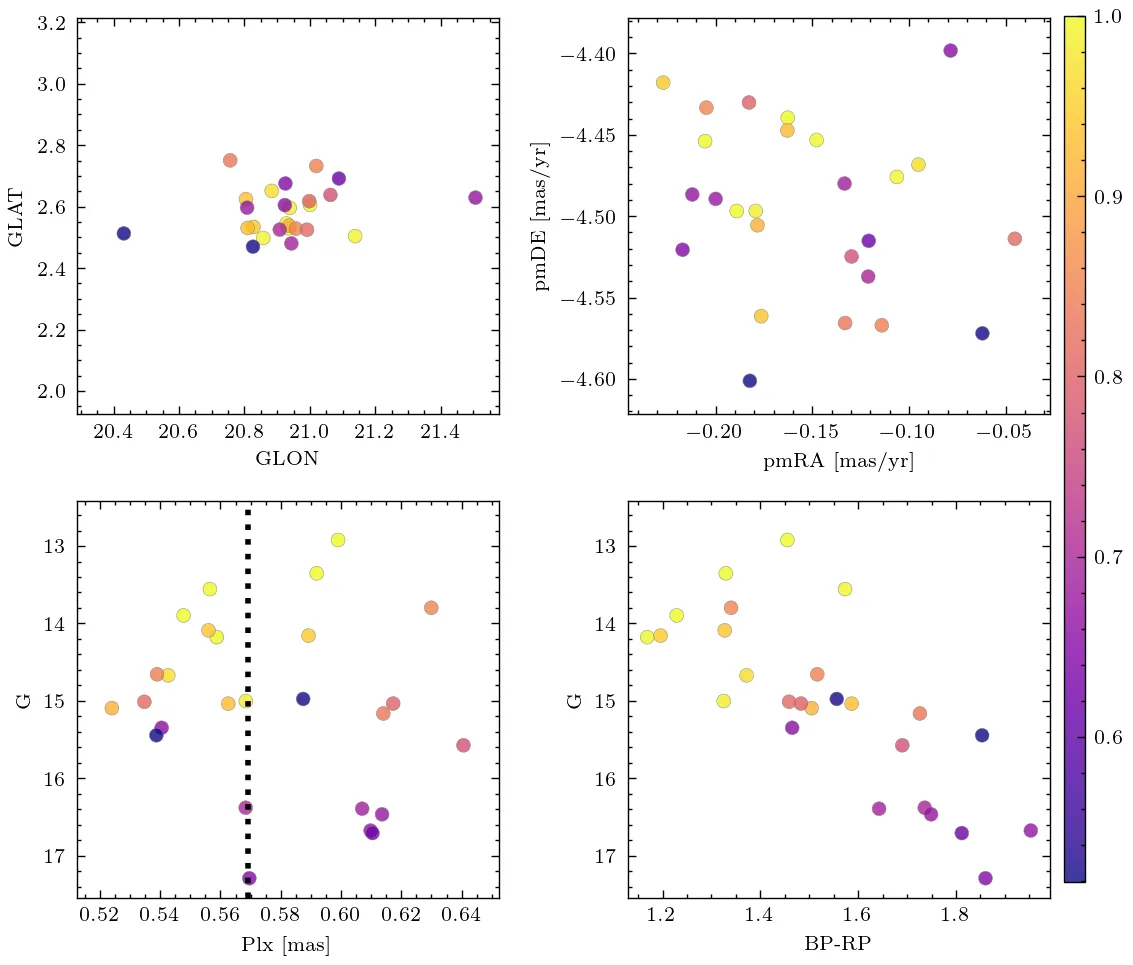 3.2
3.0
2.8
2.6
2.4
2.2
2.0
GLAT
20.4 20.6 20.8 21.0 21.2 21.4
GLON
−4.40
−4.45
−4.50
−4.55
−4.60
pmDE [mas/yr]
−0.20 −0.15 −0.10 −0.05
pmRA [mas/yr]
1.0
0.9
0.8
0.7
0.6
13
14
15
16
17
G
0.52 0.54 0.56 0.58 0.60 0.62 0.64
Plx [mas]
13
14
15
16
17
G
1.2 1.4 1.6 1.8
BP-RP